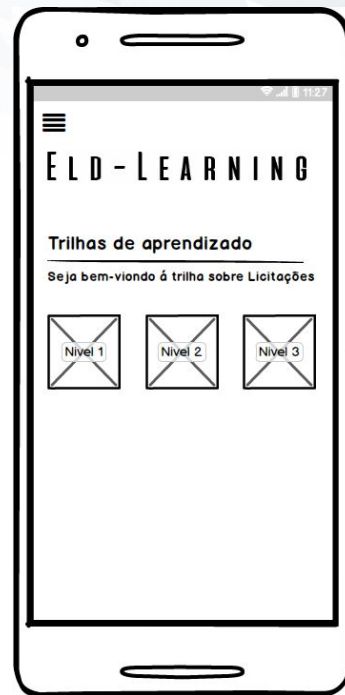 11:27
ELD-LEARNING
Trilhas de aprendizado
Seja bem-viondo á trilha sobre Licitações
Nivel 1 Nivel 2 Nivel 3